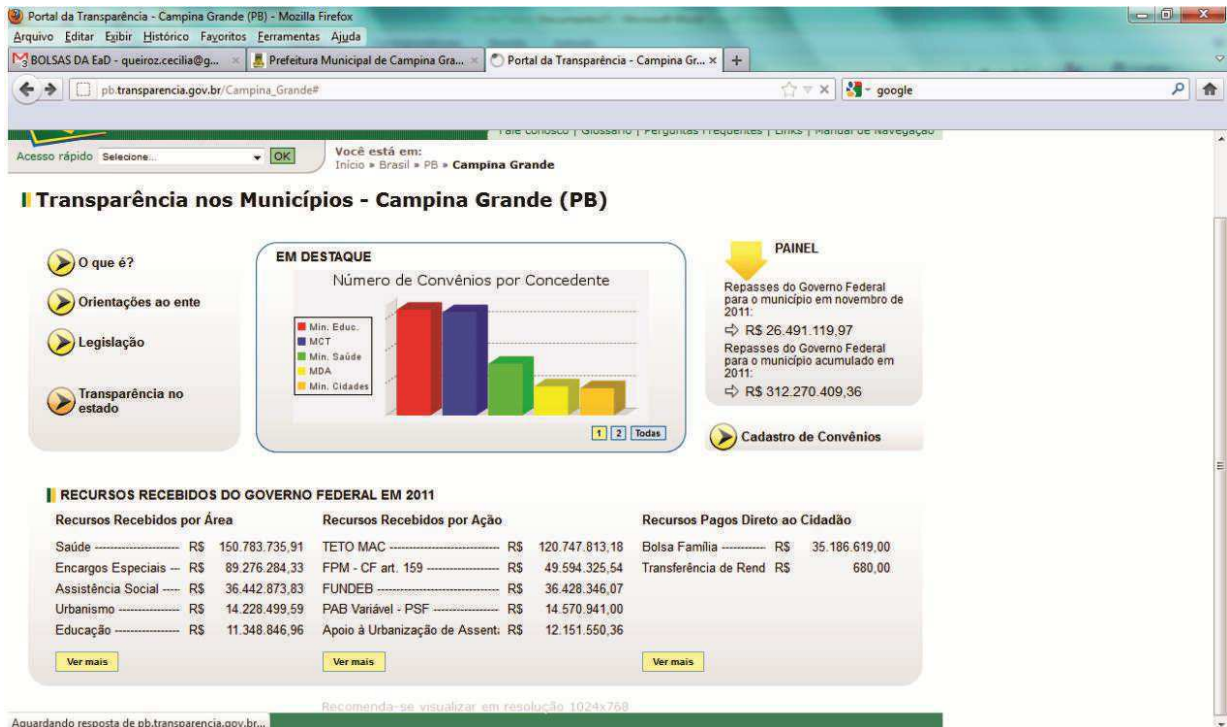 Portal da Transparência - Campina Grande (PB) - Mozilla Firefox
Arquivo Editar Exibir Histórico Favoritos Ferramentas Ajuda
BOLSAS DA EaD - queiroz.cecilia@g... × Prefeitura Municipal de Campina Gra... × Portal da Transparência - Campina Gr... × +
pb.transparencia.gov.br/Campina_Grande#
google
Fale conosco | Glossário | Perguntas Frequentes | Links | Manual de Navegação
Acesso rápido Selecione... OK
Você está em:
Início » Brasil » PB » Campina Grande
Transparência nos Municípios - Campina Grande (PB)
O que é?
Orientações ao ente
Legislação
Transparência no
estado
EM DESTAQUE
Número de Convênios por Concedente
Min. Educ.
MCT
Min. Saúde
MDA
Min. Cidades
1 2 Todas
PAINEL
Repasses do Governo Federal
para o município em novembro de
2011:
R$ 26.491.119,97
Repasses do Governo Federal
para o município acumulado em
2011:
R$ 312.270.409,36
Cadastro de Convênios
RECURSOS RECEBIDOS DO GOVERNO FEDERAL EM 2011
Recursos Recebidos por Área
Saúde ---------------------- R$ 150.783.735,91
Encargos Especiais --- R$ 89.276.284,33
Assistência Social ---- R$ 36.442.873,83
Urbanismo ---------------- R$ 14.228.499,59
Educação ----------------- R$ 11.348.846,96
Ver mais
Recursos Recebidos por Ação
TETO MAC ---------------------------- R$ 120.747.813,18
FPM - CF art. 159 ------------------- R$ 49.594.325,54
FUNDEB -------------------------------- R$ 36.428.346,07
PAB Variável - PSF ----------------- R$ 14.570.941,00
Apoio à Urbanização de Assent: R$ 12.151.550,36
Ver mais
Recursos Pagos Direto ao Cidadão
Bolsa Família ----------- R$ 35.186.619,00
Transferência de Rend R$ 680,00
Ver mais
Recomenda-se visualizar em resolução 1024x768
Aguardando resposta de pb.transparencia.gov.br...